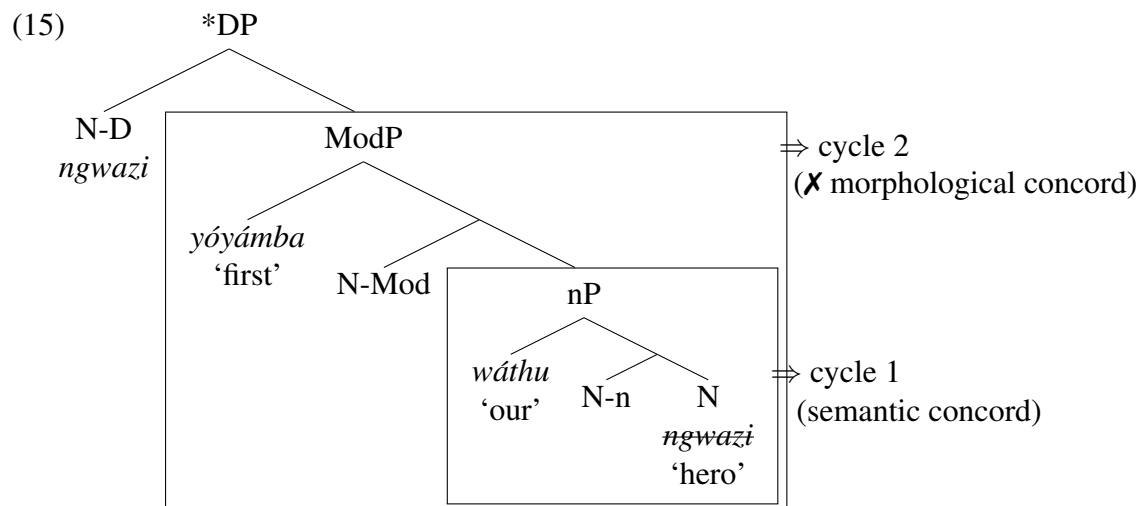 (15) *DP
N-D
ngwazi
ModP
⇒ cycle 2
(✗ morphological concord)
yóyámba
‘first’
N-Mod
nP
wáthu
‘our’
N-n
N
ngwazi
‘hero’
⇒ cycle 1
(semantic concord)